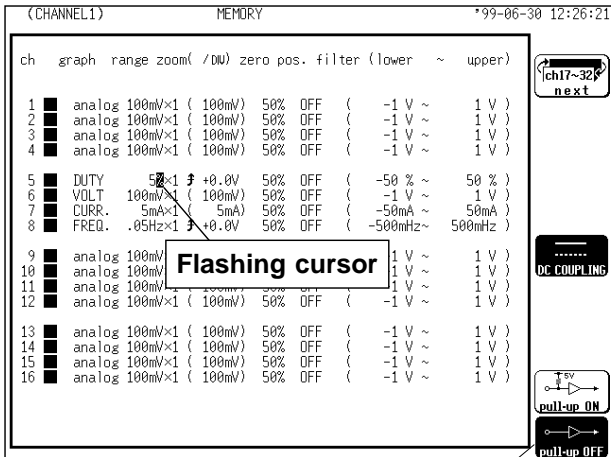 (CHANNEL1) MEMORY '99-06-30 12:26:21
ch graph range zoom( /DIV) zero pos. filter (lower ~ upper)
1 analog 100mV×1 ( 100mV) 50% OFF ( -1 V ~ 1 V )
2 analog 100mV×1 ( 100mV) 50% OFF ( -1 V ~ 1 V )
3 analog 100mV×1 ( 100mV) 50% OFF ( -1 V ~ 1 V )
4 analog 100mV×1 ( 100mV) 50% OFF ( -1 V ~ 1 V )
5 DUTY 5%×1 +0.0V 50% OFF ( -50 % ~ 50 % )
6 VOLT 100mV×1 ( 100mV) 50% OFF ( -1 V ~ 1 V )
7 CURR. 5mA×1 ( 5mA) 50% OFF ( -50mA ~ 50mA )
8 FREQ. .05Hz×1 +0.0V 50% OFF ( -500mHz~ 500mHz )
9 analog 100mV 1 V ~ 1 V )
10 analog 100mV 1 V ~ 1 V )
11 analog 1 V ~ 1 V )
12 analog 100mV×1 ( 100mV) 50% OFF ( -1 V ~ 1 V )
13 analog 100mV×1 ( 100mV) 50% OFF ( -1 V ~ 1 V )
14 analog 100mV×1 ( 100mV) 50% OFF ( -1 V ~ 1 V )
15 analog 100mV×1 ( 100mV) 50% OFF ( -1 V ~ 1 V )
16 analog 100mV×1 ( 100mV) 50% OFF ( -1 V ~ 1 V )
Flashing cursor
ch17~32
next
DC COUPLING
5V
pull-up ON
pull-up OFF